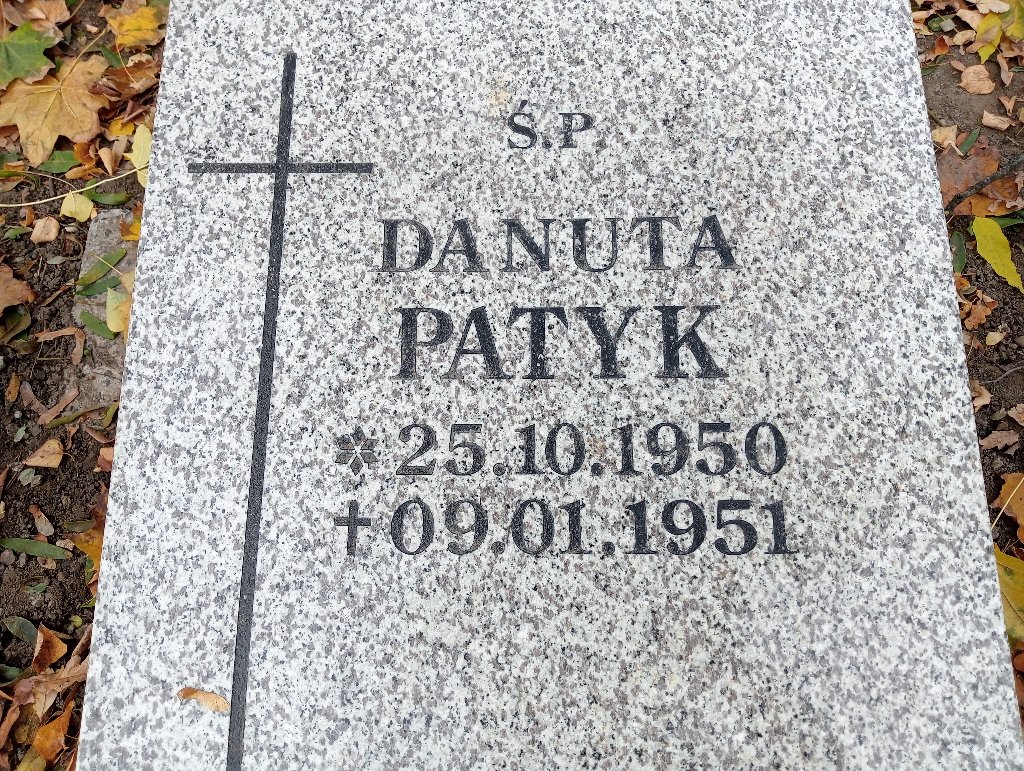 Ś.P.
DANUTA
PATYK
* 25.10.1950
† 09.01.1951